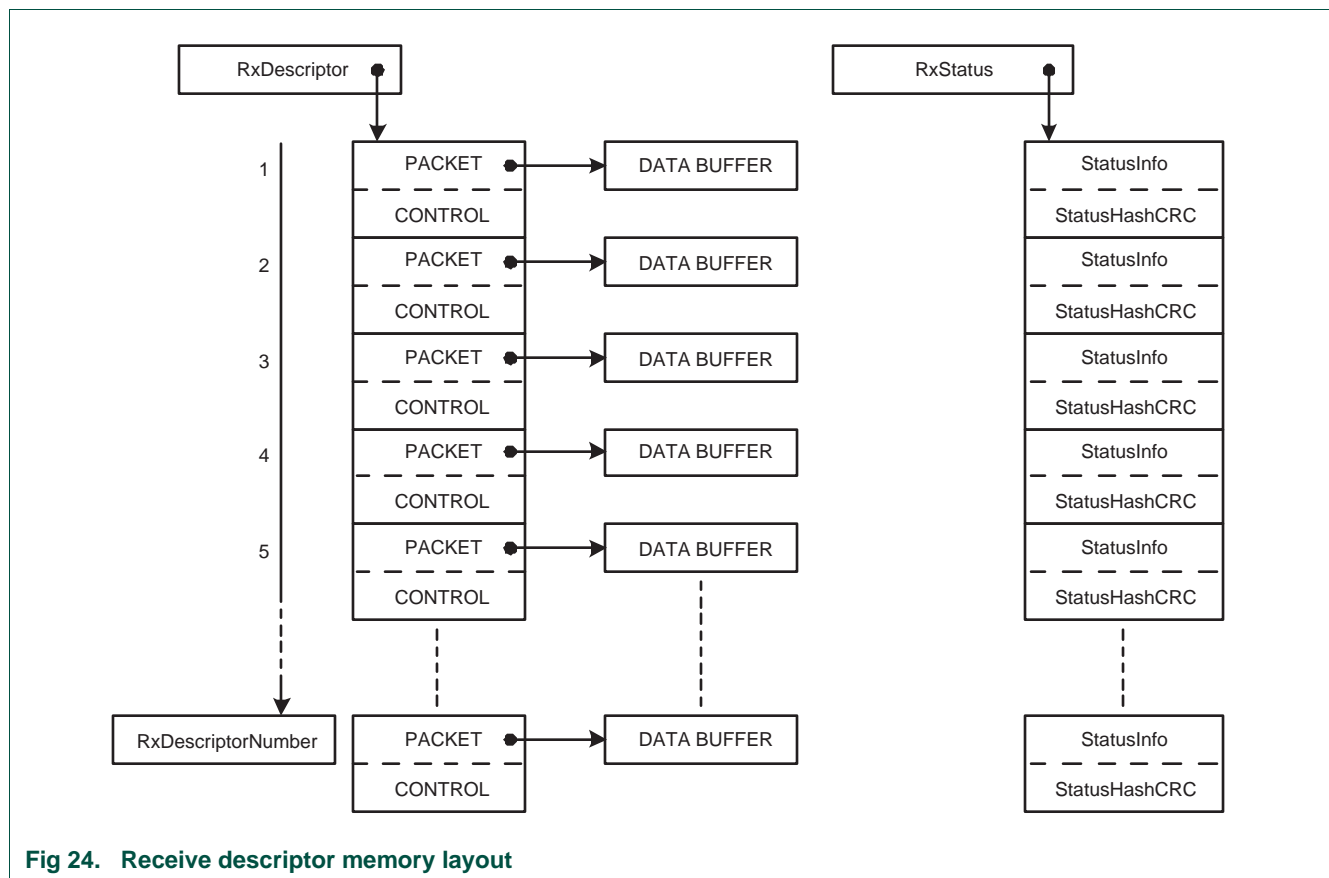 RxDescriptor
RxStatus
1
PACKET
DATA BUFFER
StatusInfo
CONTROL
StatusHashCRC
2
PACKET
DATA BUFFER
StatusInfo
CONTROL
StatusHashCRC
3
PACKET
DATA BUFFER
StatusInfo
CONTROL
StatusHashCRC
4
PACKET
DATA BUFFER
StatusInfo
CONTROL
StatusHashCRC
5
PACKET
DATA BUFFER
StatusInfo
CONTROL
StatusHashCRC
RxDescriptorNumber
PACKET
DATA BUFFER
StatusInfo
CONTROL
StatusHashCRC
Fig 24. Receive descriptor memory layout